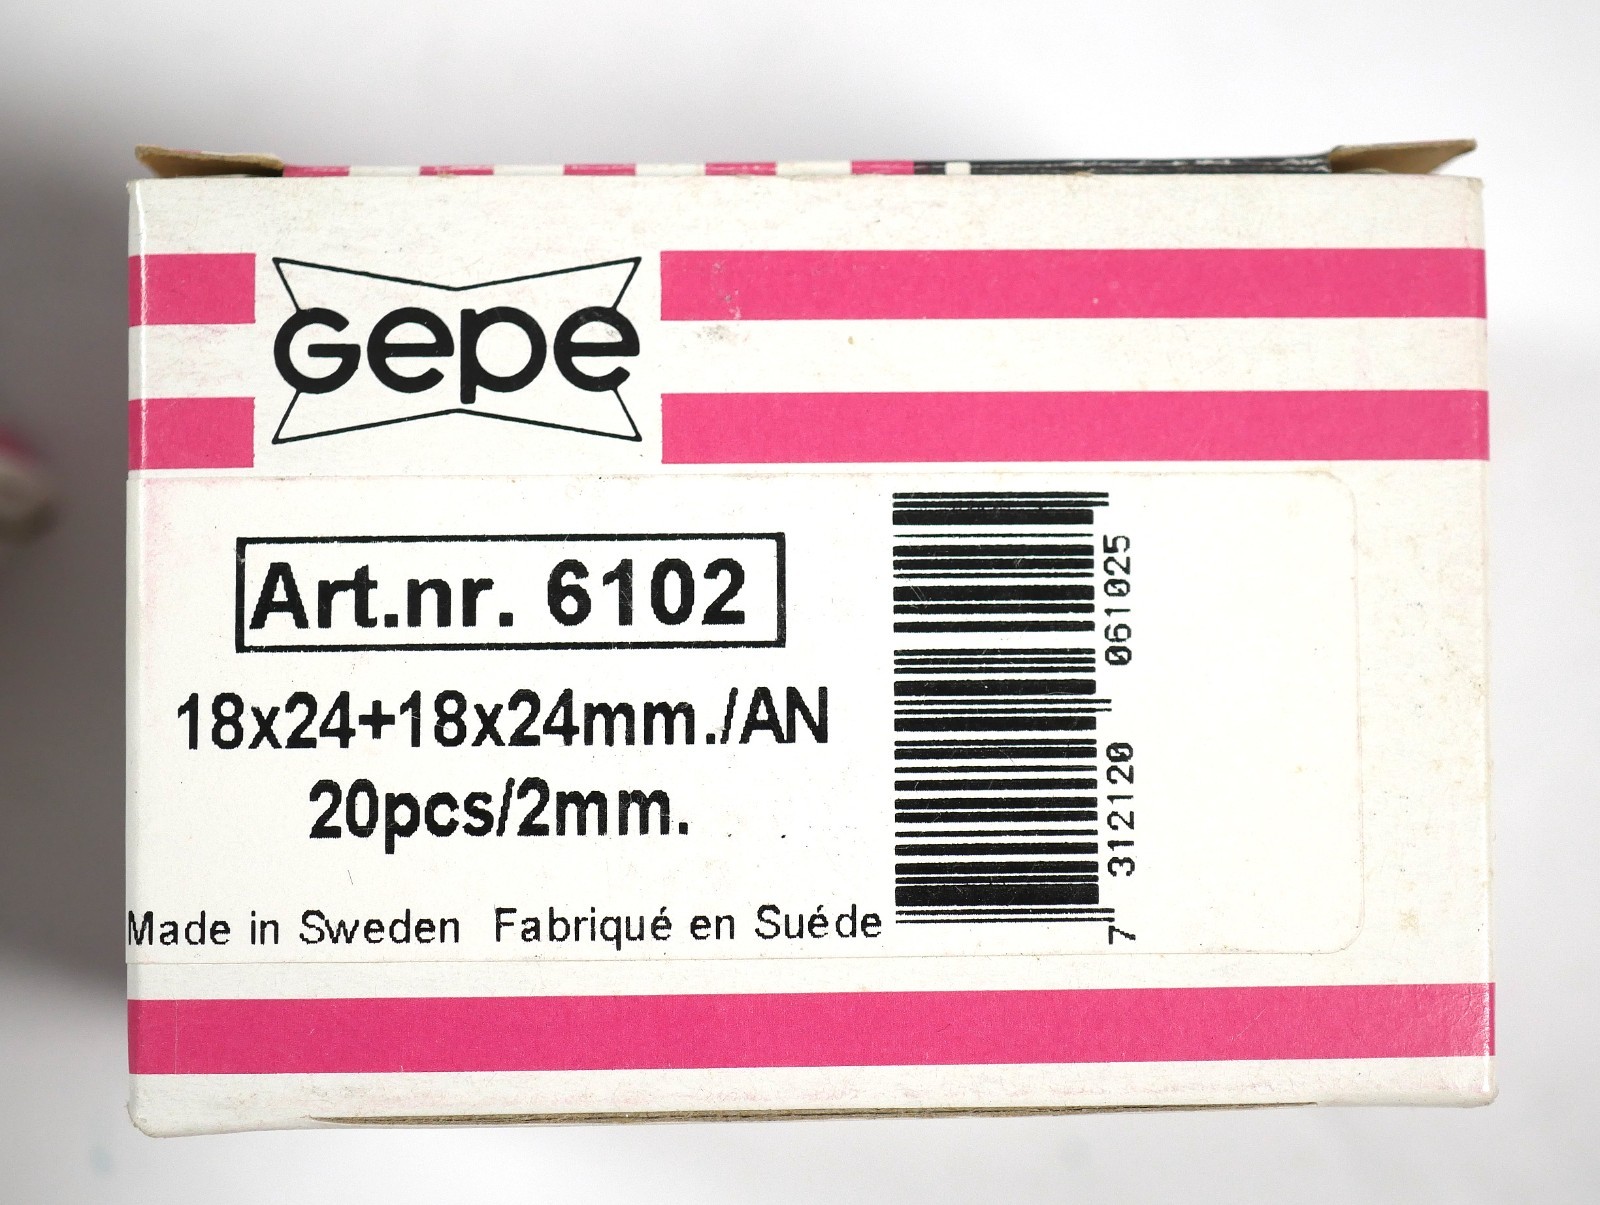 Gepe
Art.nr. 6102
18x24+18x24mm./AN
20pcs/2mm.
Made in Sweden Fabriqué en Suéde
7 312120 061025